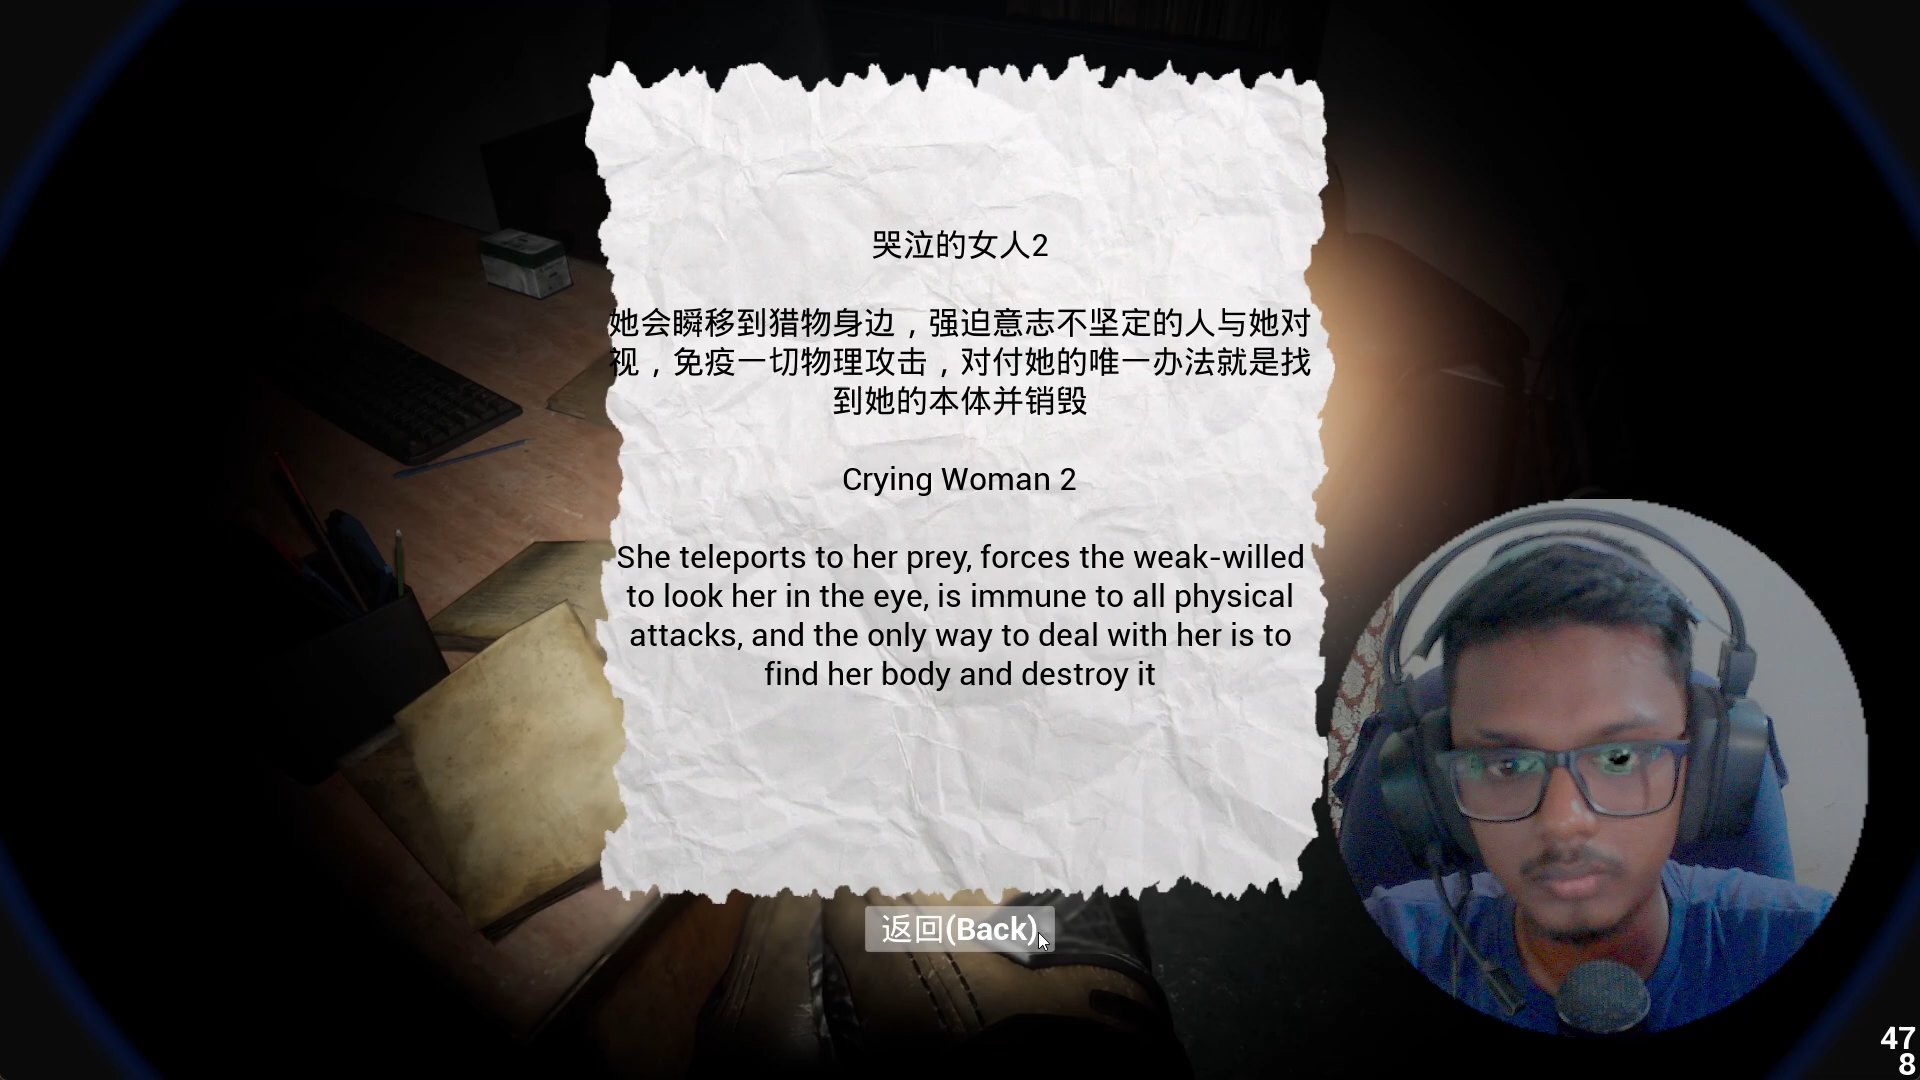 哭泣的女人2
她会瞬移到猎物身边，强迫意志不坚定的人与她对
视，免疫一切物理攻击，对付她的唯一办法就是找
到她的本体并销毁
Crying Woman 2
She teleports to her prey, forces the weak-willed
to look her in the eye, is immune to all physical
attacks, and the only way to deal with her is to
find her body and destroy it
返回(Back)
47
8